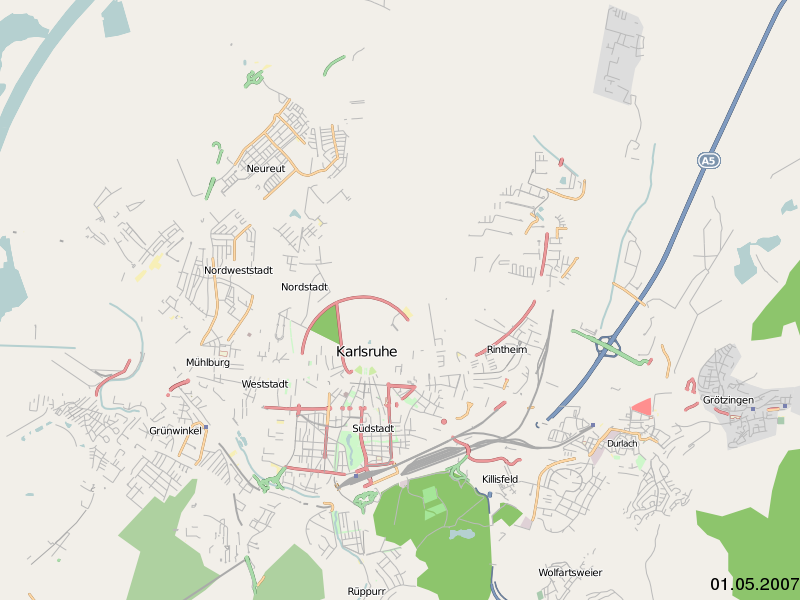 A5
Neureut
Nordweststadt
Nordstadt
Karlsruhe
Rintheim
Mühlburg
Weststadt
Grötzingen
Grünwinkel
Südstadt
Durlach
Killisfeld
Wolfartsweier
Rüppurr
01.05.2007